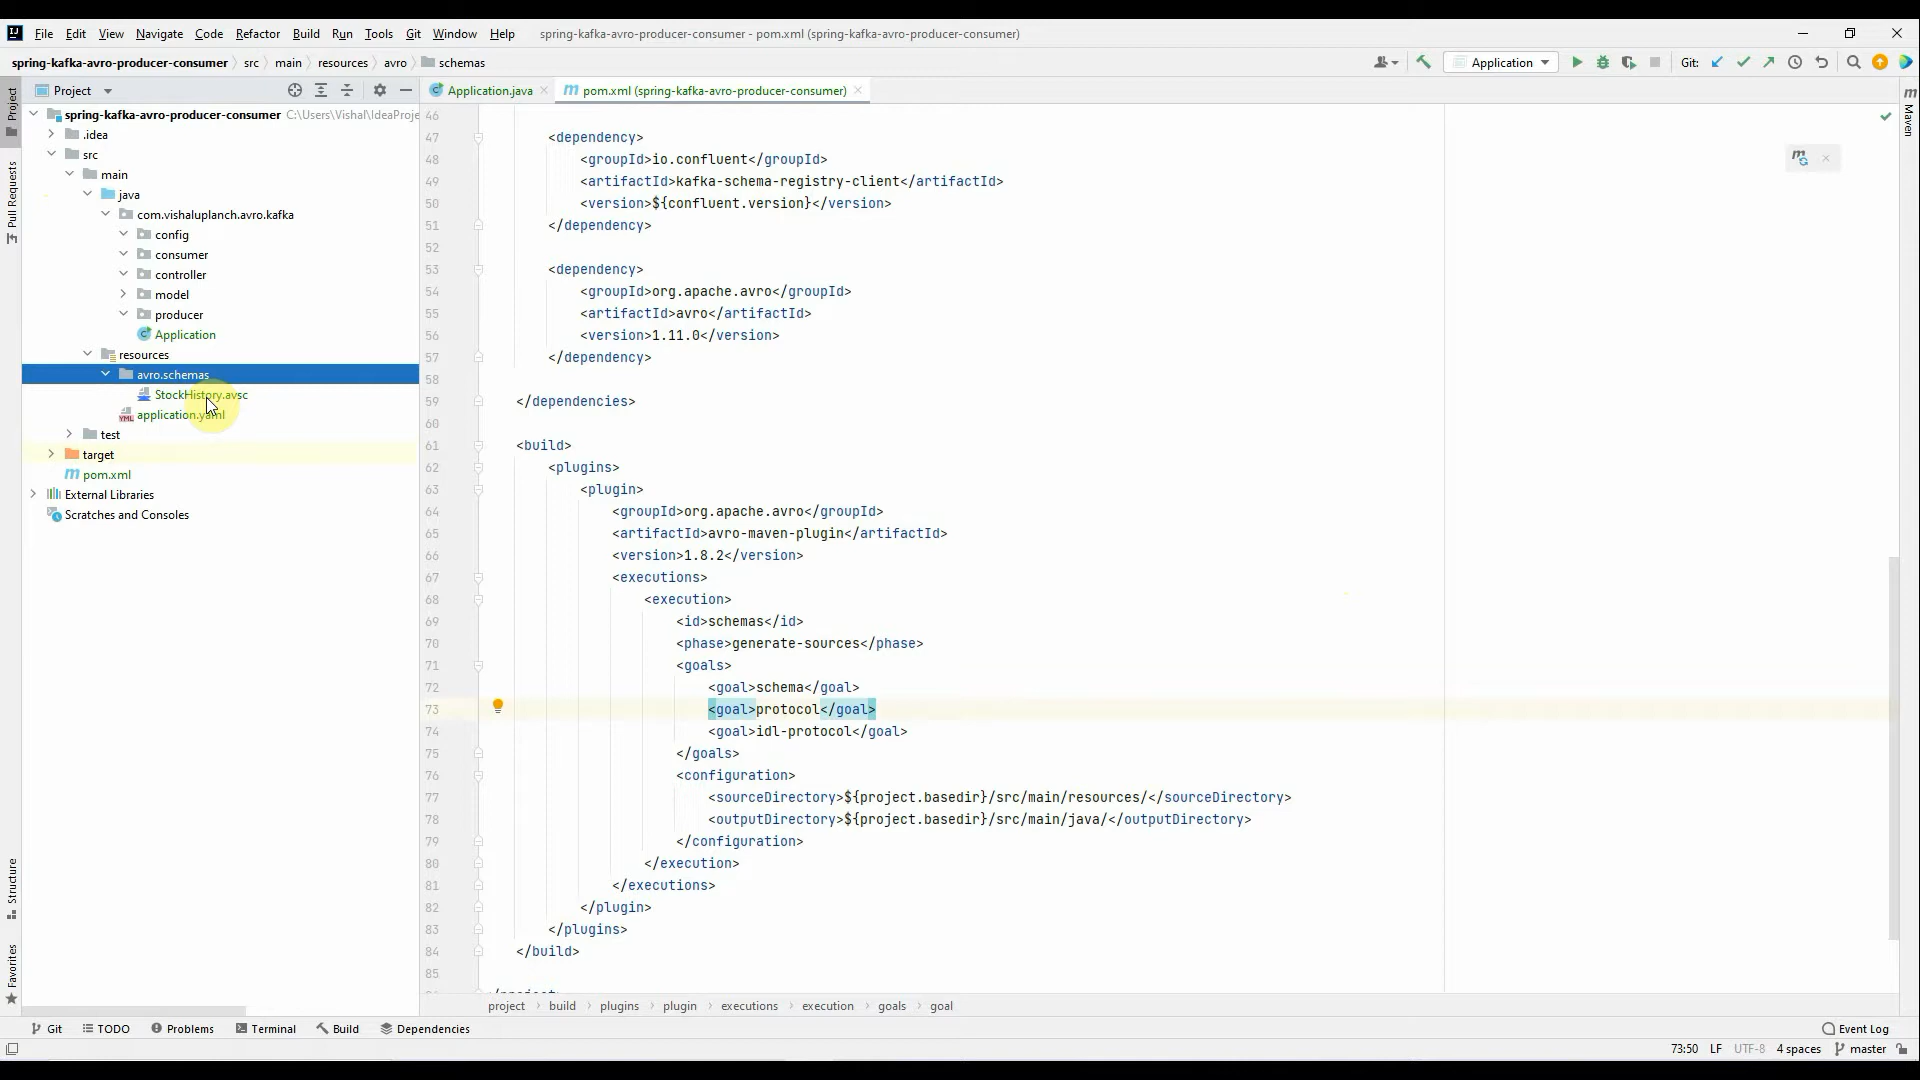 File Edit View Navigate Code Refactor Build Run Tools Git Window Help spring-kafka-avro-producer-consumer - pom.xml (spring-kafka-avro-producer-consumer)
spring-kafka-avro-producer-consumer src main resources avro schemas Application Git:
Project
Application.java
pom.xml (spring-kafka-avro-producer-consumer)
Project
Pull Requests
Structure
Favorites
Maven
spring-kafka-avro-producer-consumer C:\Users\Vishal\IdeaProje
.idea
src
main
java
com.vishaluplanch.avro.kafka
config
consumer
controller
model
producer
Application
resources
avro.schemas
StockHistory.avsc
application.yaml
test
target
pom.xml
External Libraries
Scratches and Consoles
46
47 <dependency>
48 <groupId>io.confluent</groupId>
49 <artifactId>kafka-schema-registry-client</artifactId>
50 <version>${confluent.version}</version>
51 </dependency>
52
53 <dependency>
54 <groupId>org.apache.avro</groupId>
55 <artifactId>avro</artifactId>
56 <version>1.11.0</version>
57 </dependency>
58
59 </dependencies>
60
61 <build>
62 <plugins>
63 <plugin>
64 <groupId>org.apache.avro</groupId>
65 <artifactId>avro-maven-plugin</artifactId>
66 <version>1.8.2</version>
67 <executions>
68 <execution>
69 <id>schemas</id>
70 <phase>generate-sources</phase>
71 <goals>
72 <goal>schema</goal>
73 <goal>protocol</goal>
74 <goal>idl-protocol</goal>
75 </goals>
76 <configuration>
77 <sourceDirectory>${project.basedir}/src/main/resources/</sourceDirectory>
78 <outputDirectory>${project.basedir}/src/main/java/</outputDirectory>
79 </configuration>
80 </execution>
81 </executions>
82 </plugin>
83 </plugins>
84 </build>
85
project build plugins plugin executions execution goals goal
Git TODO Problems Terminal Build Dependencies Event Log
73:50 LF UTF-8 4 spaces master